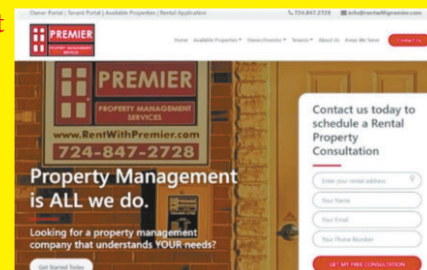 t
Owner Portal | Tenant Portal | Available Properties | Rental Application
724.847.2728
info@rentwithpremier.com
PREMIER
PROPERTY MANAGEMENT
SERVICES
Home
Available Properties
Owner/Investor
Tenants
About Us
Areas We Serve
Contact Us
PREMIER
PROPERTY MANAGEMENT
SERVICES
www.RentWithPremier.com
724-847-2728
Property Management
is ALL we do.
Looking for a property management
company that understands YOUR needs?
Get Started Today
Contact us today to
schedule a Rental
Property
Consultation
Enter your rental address
Your Name
Your Email
Your Phone Number
GET MY FREE CONSULTATION